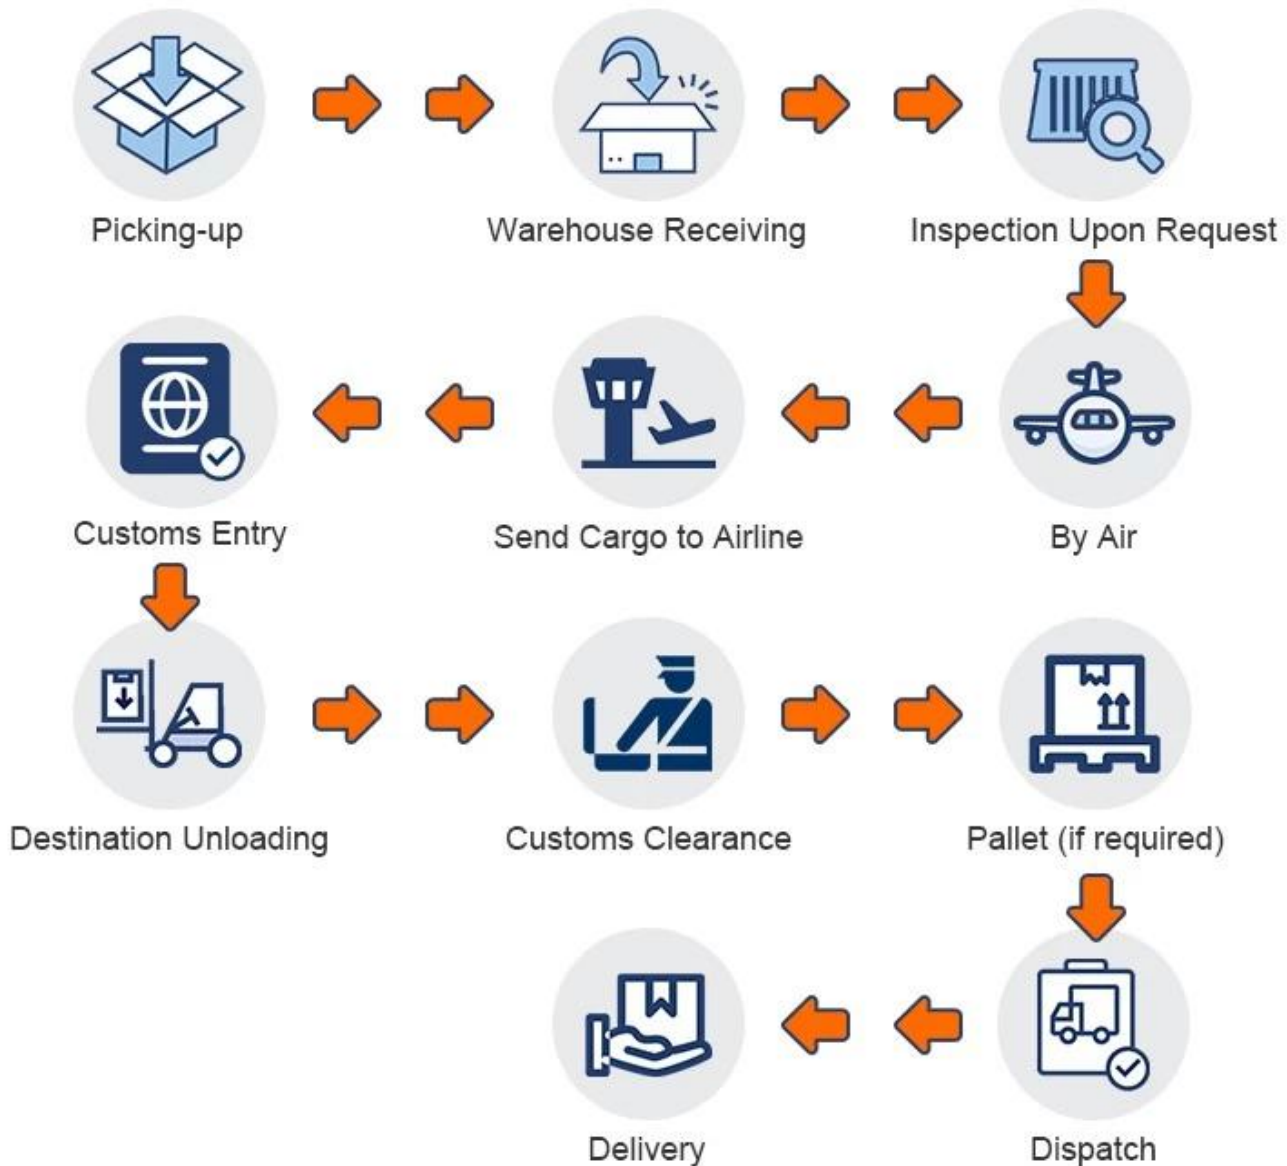 Picking-up
Warehouse Receiving
Inspection Upon Request
By Air
Send Cargo to Airline
Customs Entry
Destination Unloading
Customs Clearance
Pallet (if required)
Dispatch
Delivery